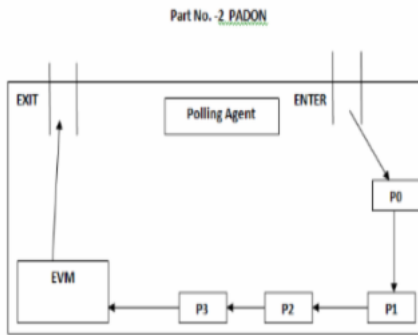 Part No. -2 PADON
EXIT
ENTER
Polling Agent
P0
P1
P2
P3
EVM